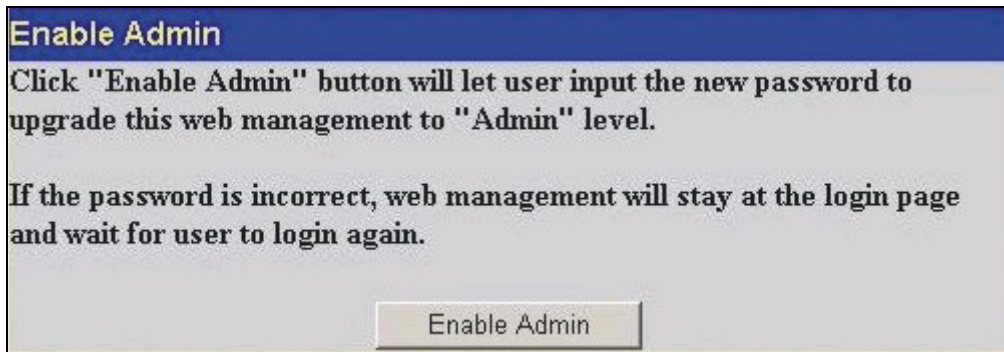 Enable Admin
Click "Enable Admin" button will let user input the new password to
upgrade this web management to "Admin" level.
If the password is incorrect, web management will stay at the login page
and wait for user to login again.
Enable Admin